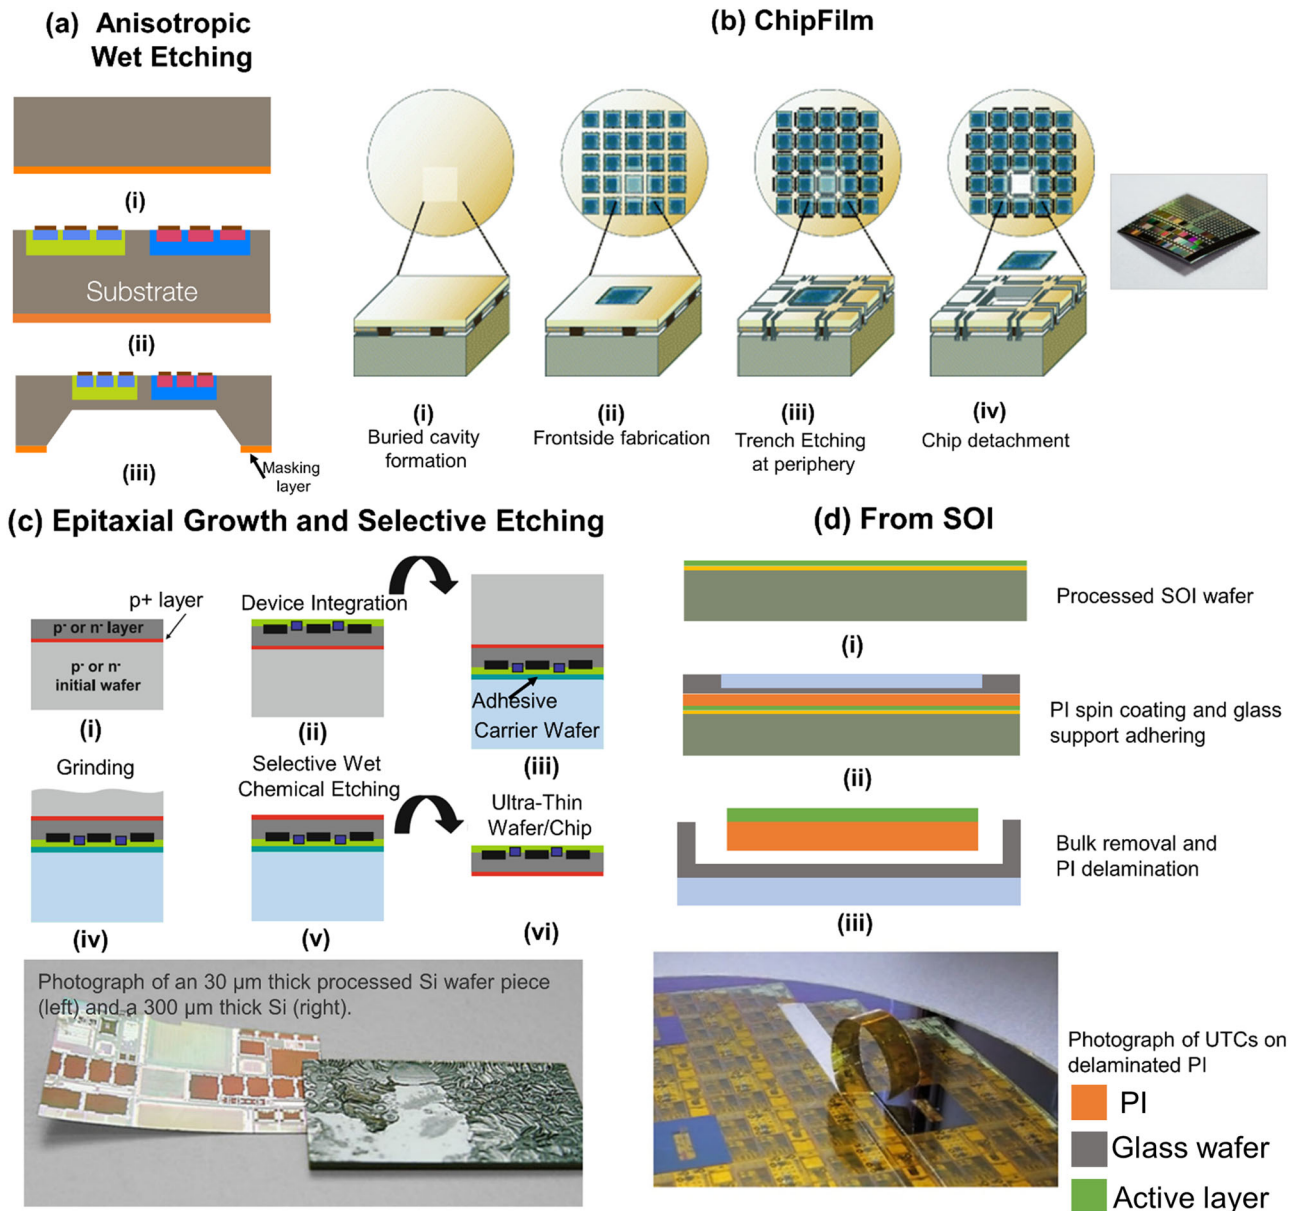 (a) Anisotropic
Wet Etching
(i)
Substrate
(ii)
(iii)
Masking
layer
(b) ChipFilm
(i)
Buried cavity
formation
(ii)
Frontside fabrication
(iii)
Trench Etching
at periphery
(iv)
Chip detachment
(c) Epitaxial Growth and Selective Etching
p+ layer
p- or n- layer
p- or n-
initial wafer
(i)
Device Integration
(ii)
Adhesive
Carrier Wafer
(iii)
Grinding
(iv)
Selective Wet
Chemical Etching
(v)
Ultra-Thin
Wafer/Chip
(vi)
Photograph of an 30 µm thick processed Si wafer piece
(left) and a 300 µm thick Si (right).
(d) From SOI
Processed SOI wafer
(i)
PI spin coating and glass
support adhering
(ii)
Bulk removal and
PI delamination
(iii)
Photograph of UTCs on
delaminated PI
PI
Glass wafer
Active layer